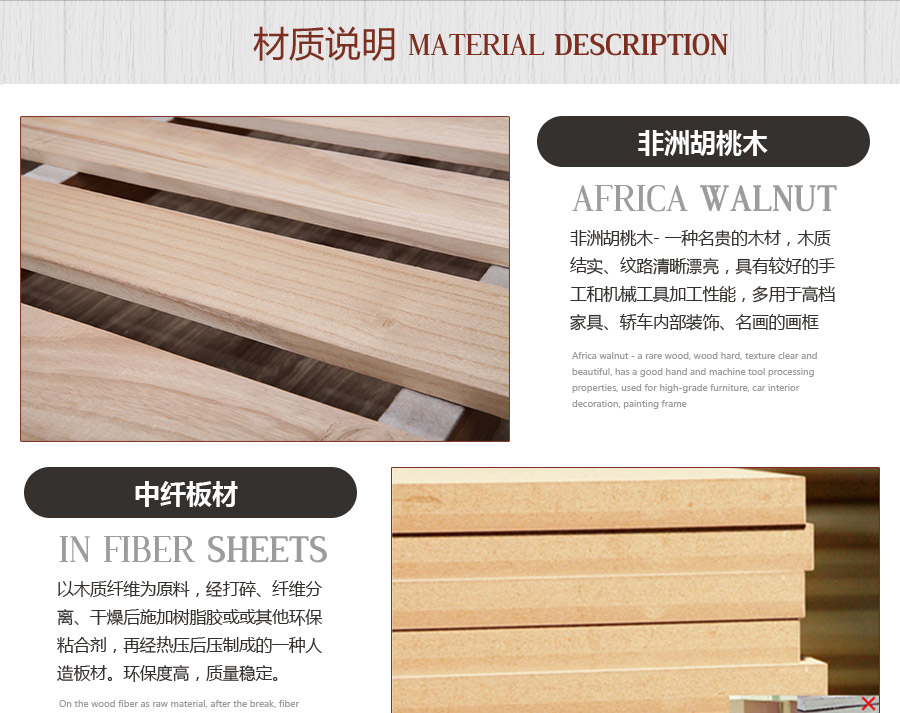 材质说明 MATERIAL DESCRIPTION
非洲胡桃木
AFRICA WALNUT
非洲胡桃木- 一种名贵的木材，木质
结实、纹路清晰漂亮，具有较好的手
工和机械工具加工性能，多用于高档
家具、轿车内部装饰、名画的画框
Africa walnut - a rare wood, wood hard, texture clear and
beautiful, has a good hand and machine tool processing
properties, used for high-grade furniture, car interior
decoration, painting frame
中纤板材
IN FIBER SHEETS
以木质纤维为原料，经打碎、纤维分
离、干燥后施加树脂胶或或其他环保
粘合剂，再经热压后压制成的一种人
造板材。环保度高，质量稳定。
On the wood fiber as raw material, after the break, fiber